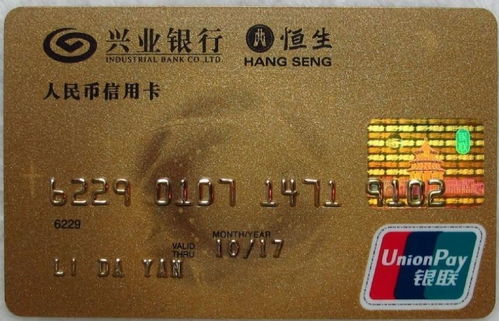 兴业银行 恒生
INDUSTRIAL BANK CO.,LTD. HANG SENG
人民币信用卡
6229 0107 1471 9102
6229
MONTH/YEAR
VALID THRU 10/17
LI DA YAN
UnionPay
银联